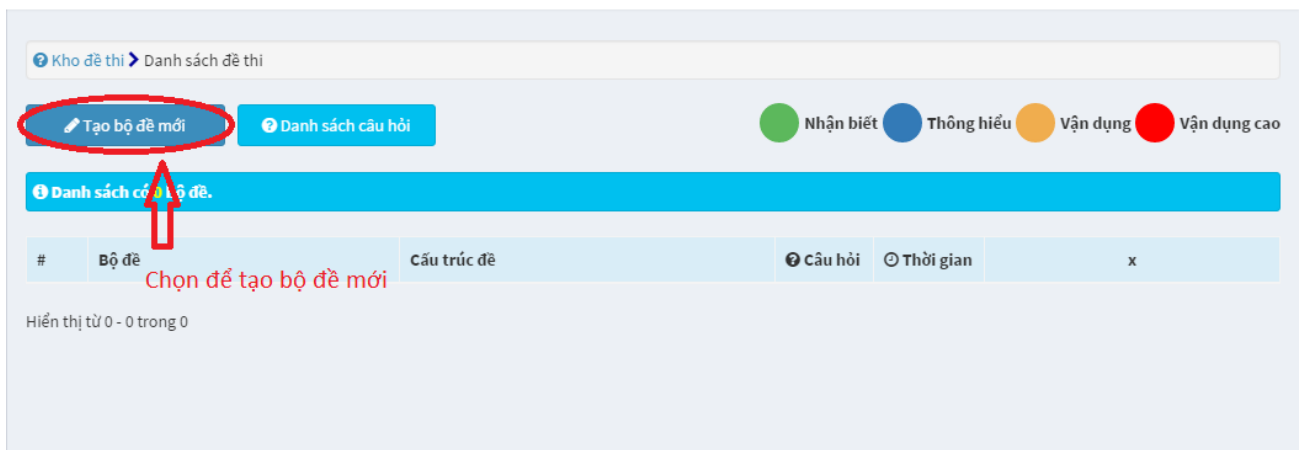 Kho đề thi > Danh sách đề thi
Tạo bộ đề mới Danh sách câu hỏi Nhận biết Thông hiểu Vận dụng Vận dụng cao
Danh sách có 0 bộ đề.
# Bộ đề Cấu trúc đề Câu hỏi Thời gian x
Chọn để tạo bộ đề mới
Hiển thị từ 0 - 0 trong 0